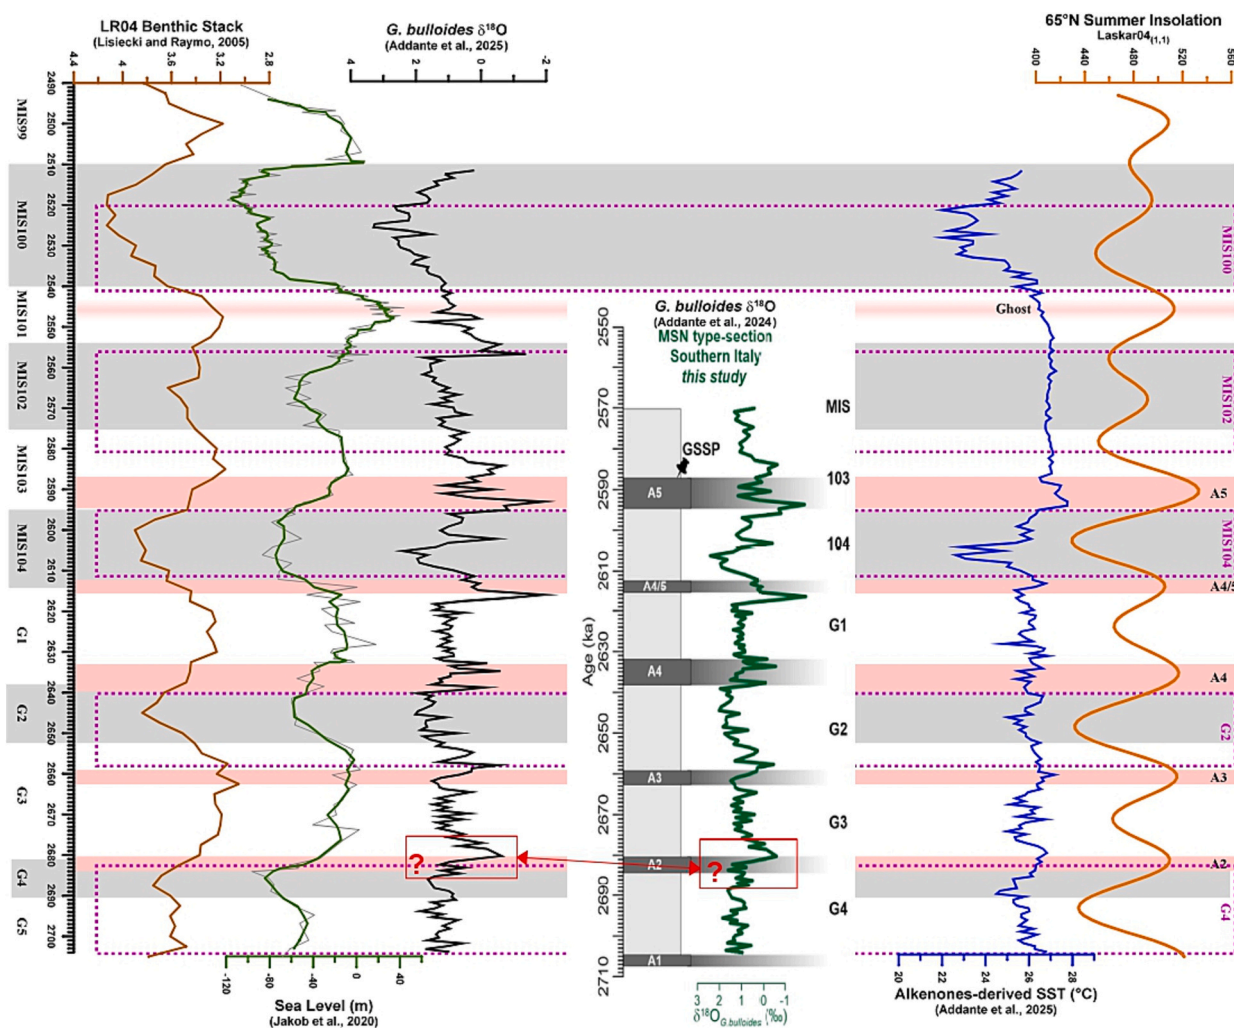 LR04 Benthic Stack
(Lisiecki and Raymo, 2005)
4.4 4 3.6 3.2 2.8
G. bulloides δ18O
(Addante et al., 2025)
4 2 0 -2
65°N Summer Insolation
Laskar04(1,1)
400 440 480 520 560
2490
2500
2510
2520
2530
2540
2550
2560
2570
2580
2590
2600
2610
2620
2630
2640
2650
2660
2670
2680
2690
2700
MIS99
MIS100
MIS101
MIS102
MIS103
MIS104
G1
G2
G3
G4
G5
G. bulloides δ18O
(Addante et al., 2024)
MSN type-section
Southern Italy
this study
Age (ka)
2550
2570
2590
2610
2630
2650
2670
2690
2710
GSSP
A5
A4/5
A4
A3
A2
A1
MIS
103
104
G1
G2
G3
G4
?
?
Ghost
MIS100
MIS102
A5
MIS104
A4/5
A4
G2
A3
A2
G4
-120 -80 -40 0 40
Sea Level (m)
(Jakob et al., 2020)
3 2 1 0 -1
δ18OG.bulloides (‰)
20 22 24 26 28
Alkenones-derived SST (°C)
(Addante et al., 2025)